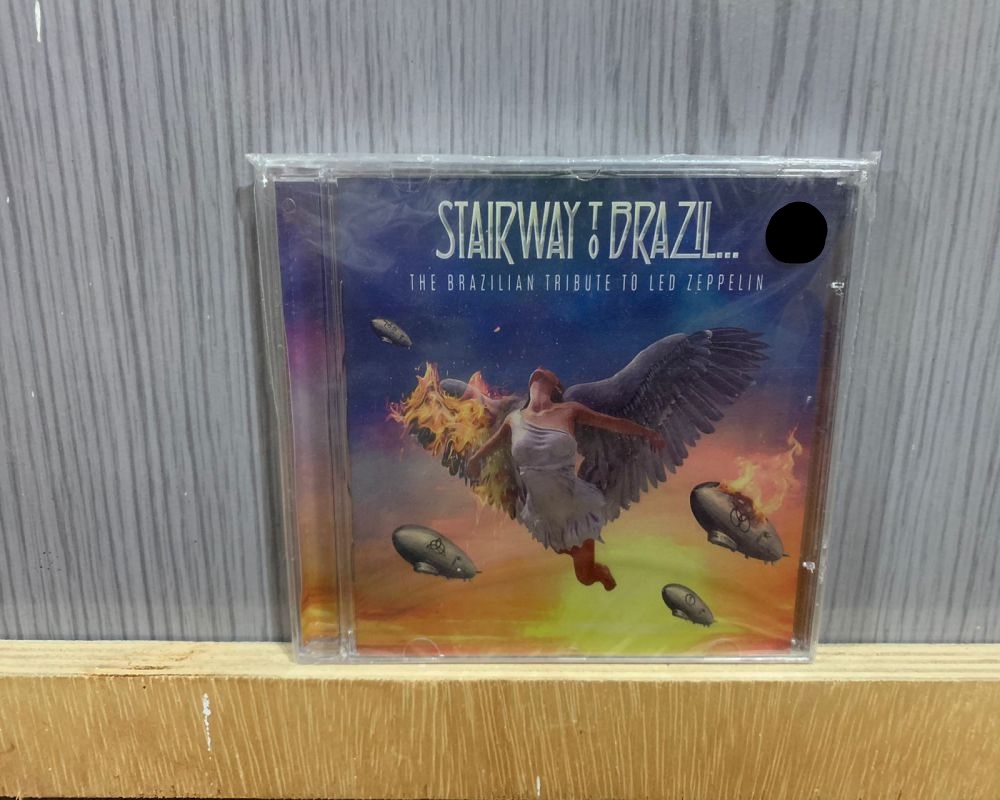 STAIRWAY TO BRAZIL...
THE BRAZILIAN TRIBUTE TO LED ZEPPELIN